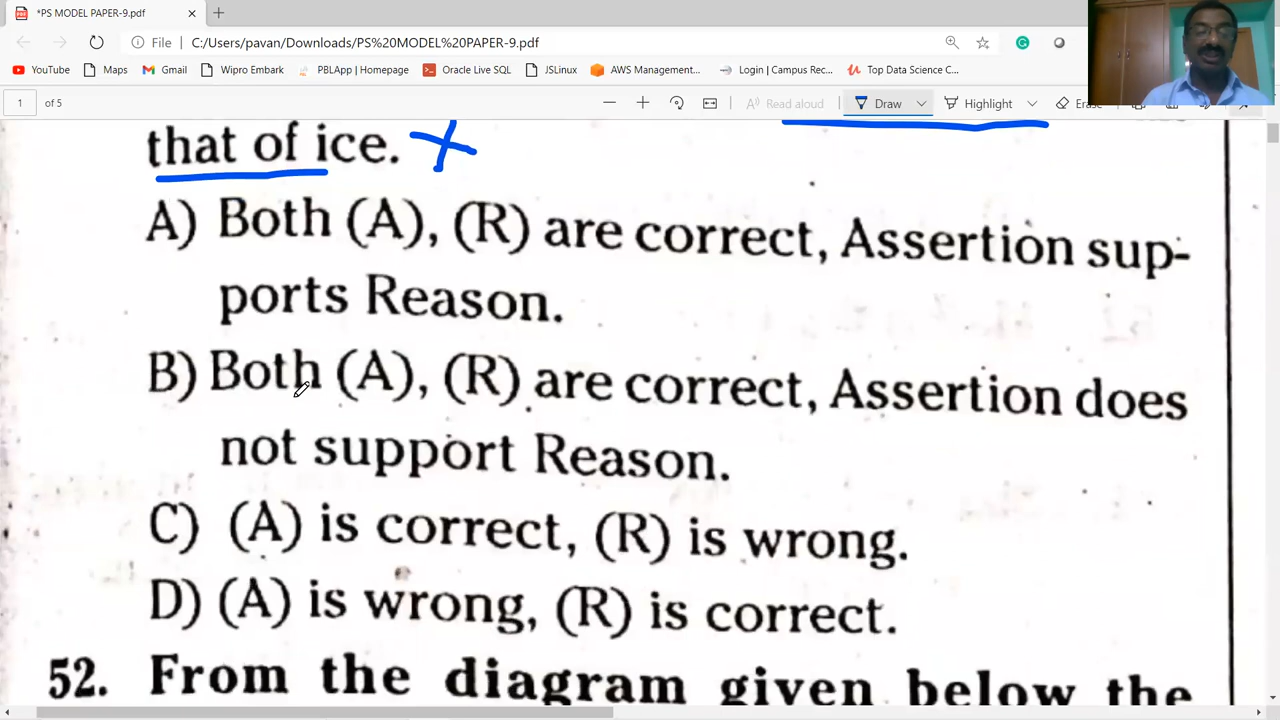 *PS MODEL PAPER-9.pdf
File C:/Users/pavan/Downloads/PS%20MODEL%20PAPER-9.pdf
YouTube Maps Gmail Wipro Embark PBLApp | Homepage Oracle Live SQL JSLinux AWS Management... Login | Campus Rec... Top Data Science C...
1 of 5 Read aloud Draw Highlight Erase
that of ice.
A) Both (A), (R) are correct, Assertion sup-
ports Reason.
B) Both (A), (R) are correct, Assertion does
not support Reason.
C) (A) is correct, (R) is wrong.
D) (A) is wrong, (R) is correct.
52. From the diagram given below the